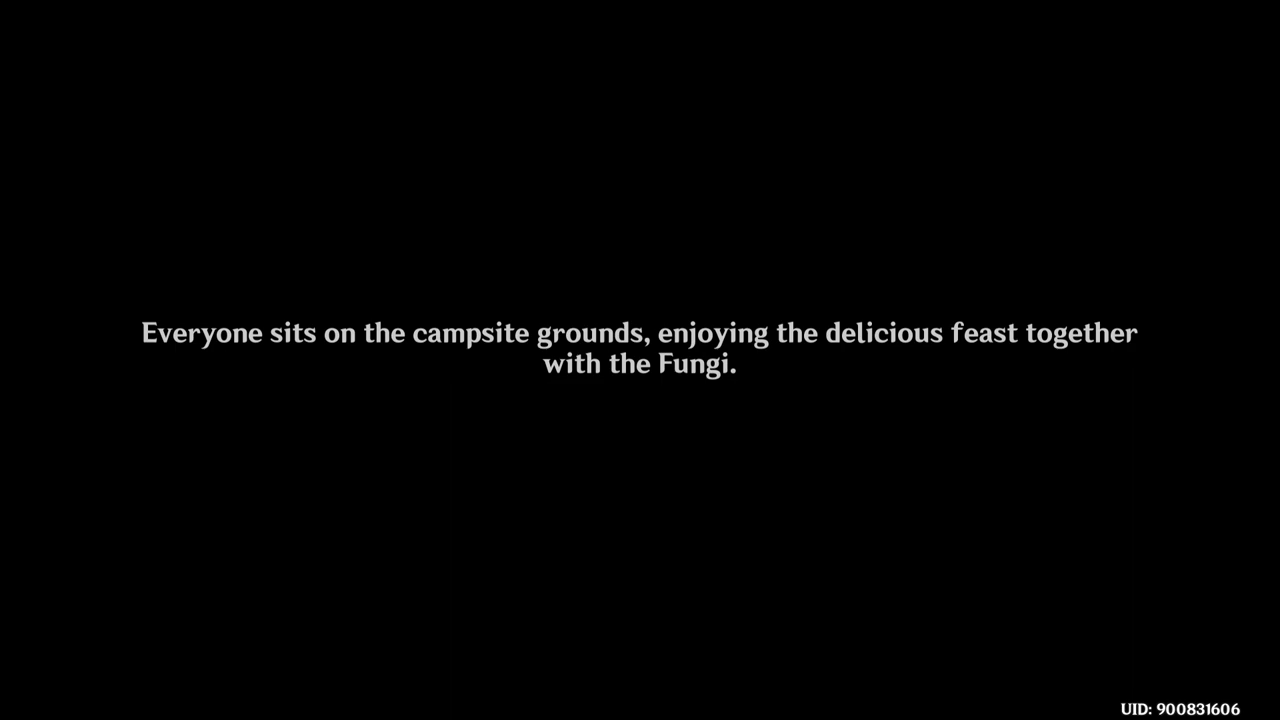 Everyone sits on the campsite grounds, enjoying the delicious feast together
with the Fungi.
UID: 900831606